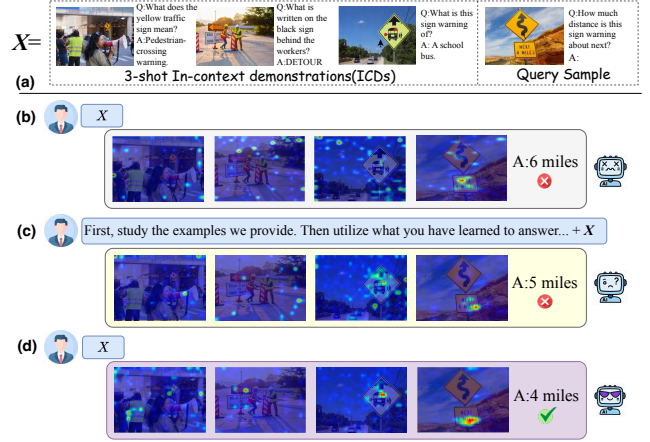 X=
Q:What does the
yellow traffic
sign mean?
A:Pedestrian-
crossing
warning.
Q:What is
written on the
black sign
behind the
workers?
A:DETOUR
Q:What is this
sign warning
of?
A: A school
bus.
NEXT
4 MILES
Q:How much
distance is this
sign warning
about next?
A:
(a)
3-shot In-context demonstrations(ICDs)
Query Sample
(b)
X
A:6 miles
(c)
First, study the examples we provide. Then utilize what you have learned to answer... + X
A:5 miles
(d)
X
A:4 miles